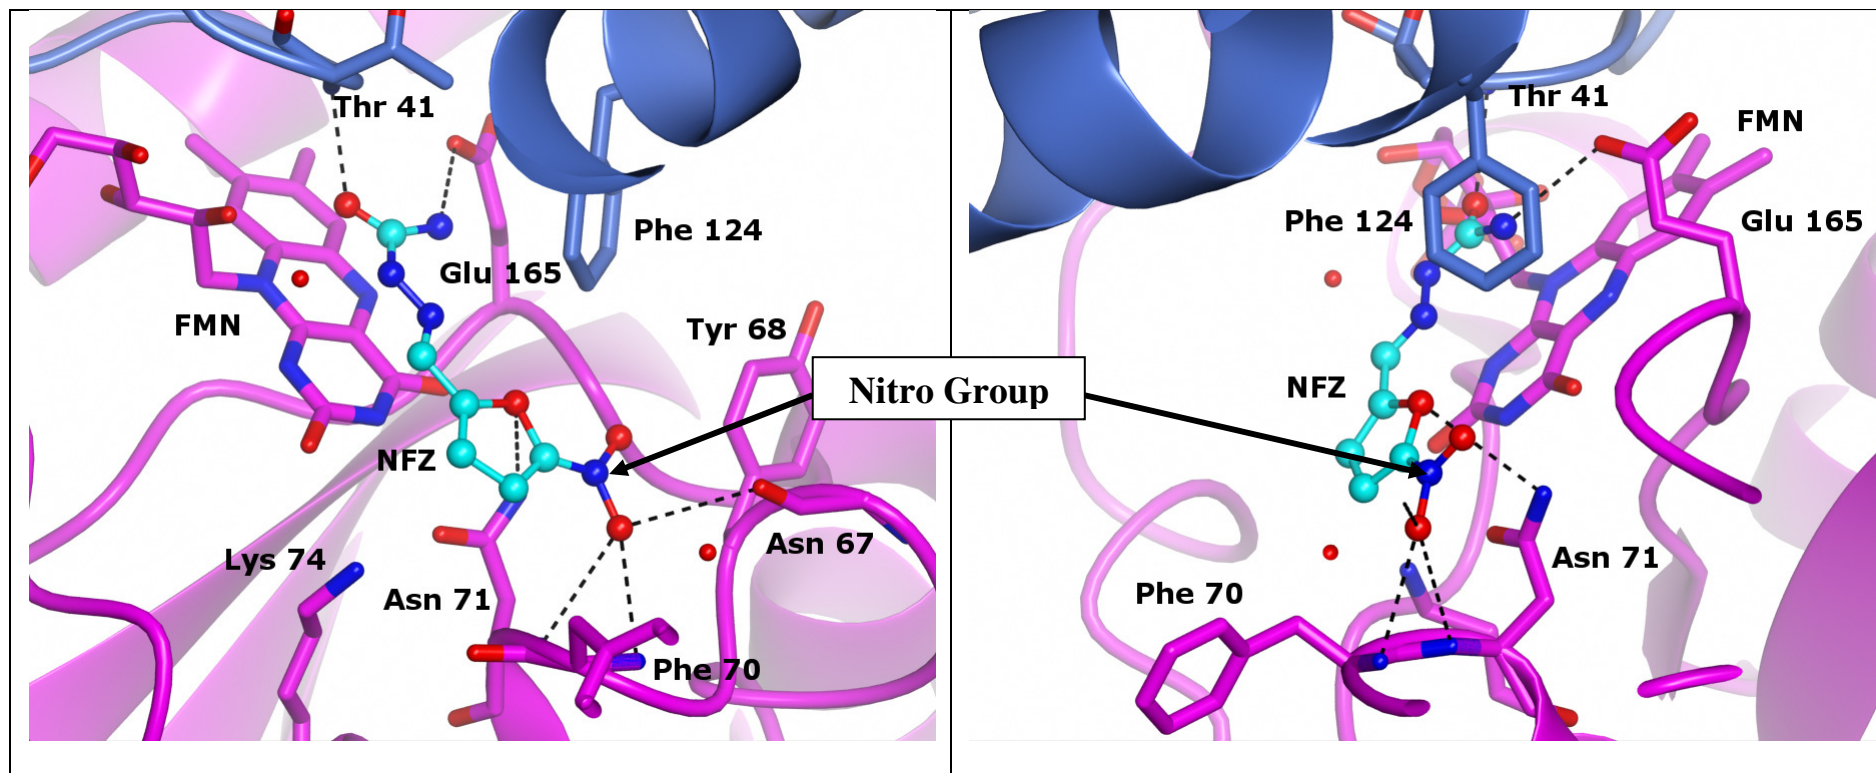 Thr 41
Phe 124
Glu 165
FMN
Tyr 68
NFZ
Asn 67
Lys 74
Asn 71
Phe 70
Nitro Group
Thr 41
FMN
Phe 124
Glu 165
NFZ
Asn 71
Phe 70